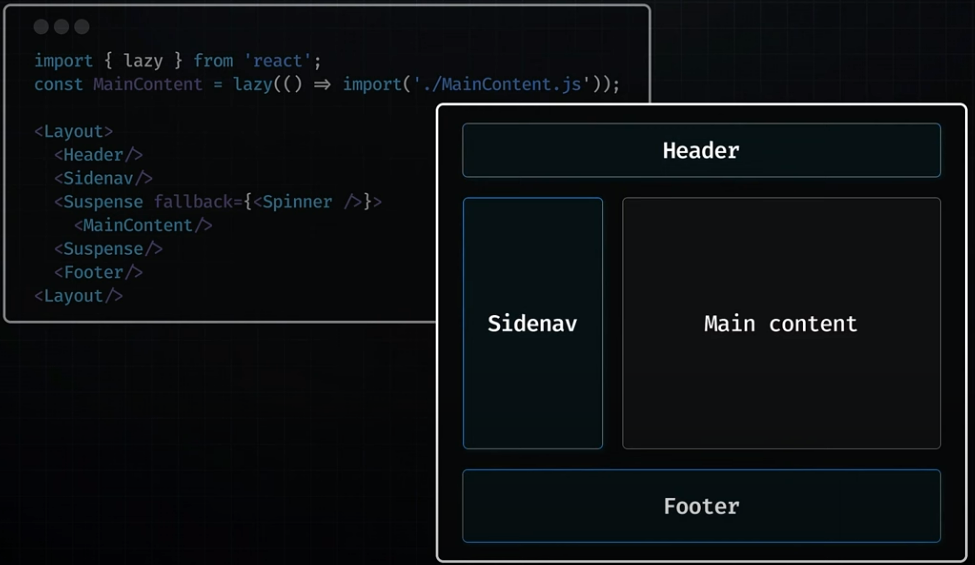 import { lazy } from 'react';
const MainContent = lazy(() => import('./MainContent.js'));
<Layout>
<Header/>
<Sidenav/>
<Suspense fallback={<Spinner />}>
<MainContent/>
<Suspense/>
<Footer/>
<Layout/>
Header
Sidenav
Main content
Footer